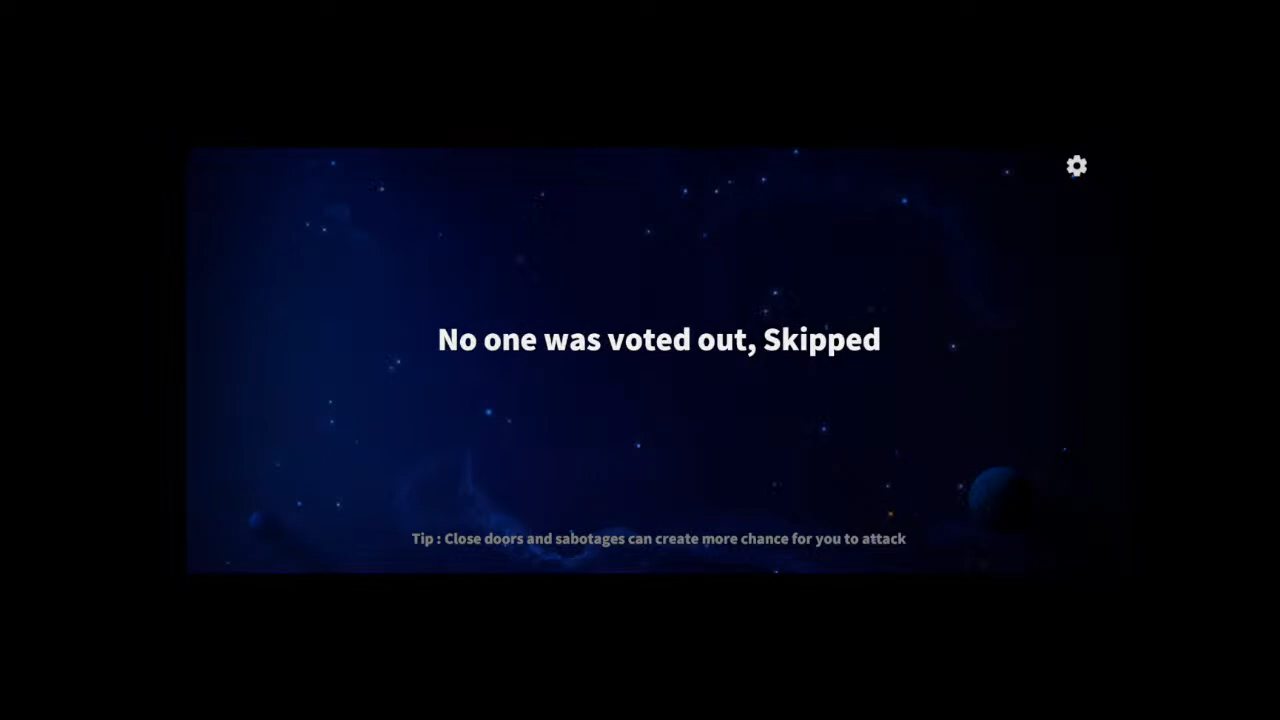 No one was voted out, Skipped
Tip : Close doors and sabotages can create more chance for you to attack